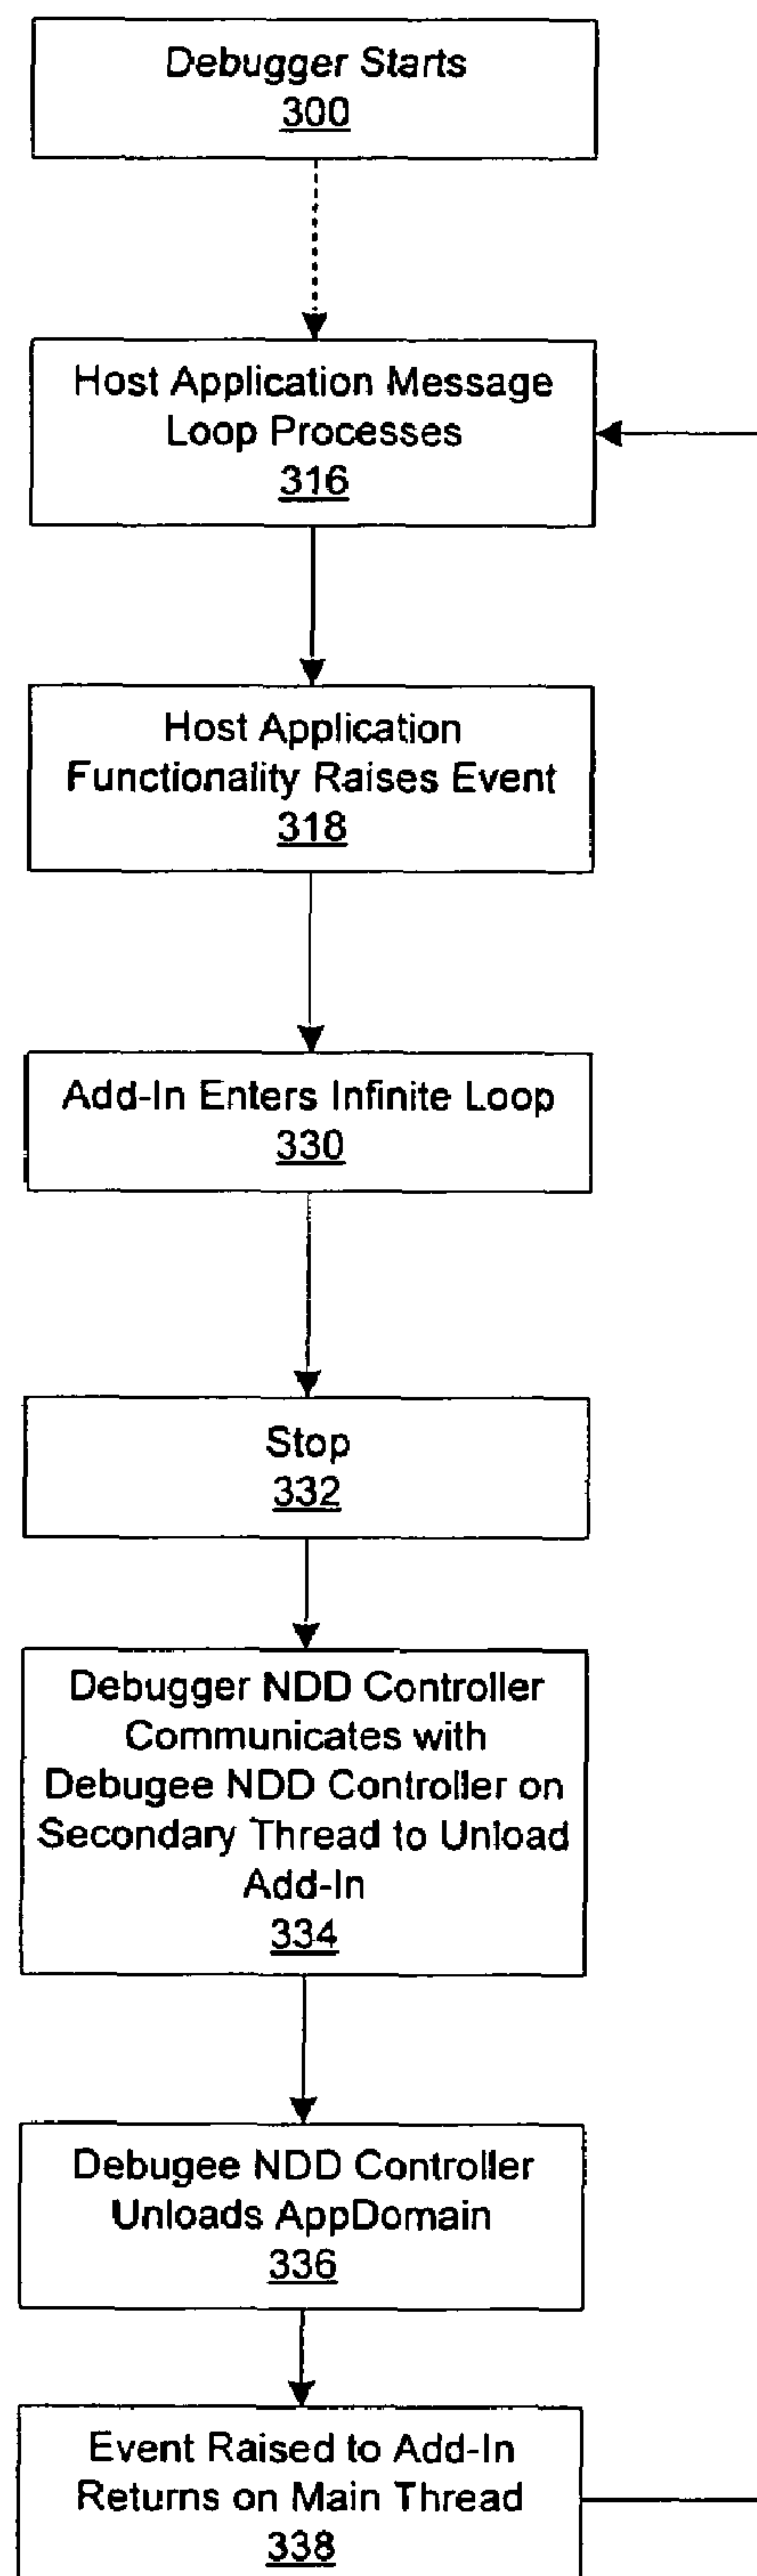 Debugger Starts
300
Host Application Message
Loop Processes
316
Host Application
Functionality Raises Event
318
Add-In Enters Infinite Loop
330
Stop
332
Debugger NDD Controller
Communicates with
Debugee NDD Controller on
Secondary Thread to Unload
Add-In
334
Debugee NDD Controller
Unloads AppDomain
336
Event Raised to Add-In
Returns on Main Thread
338